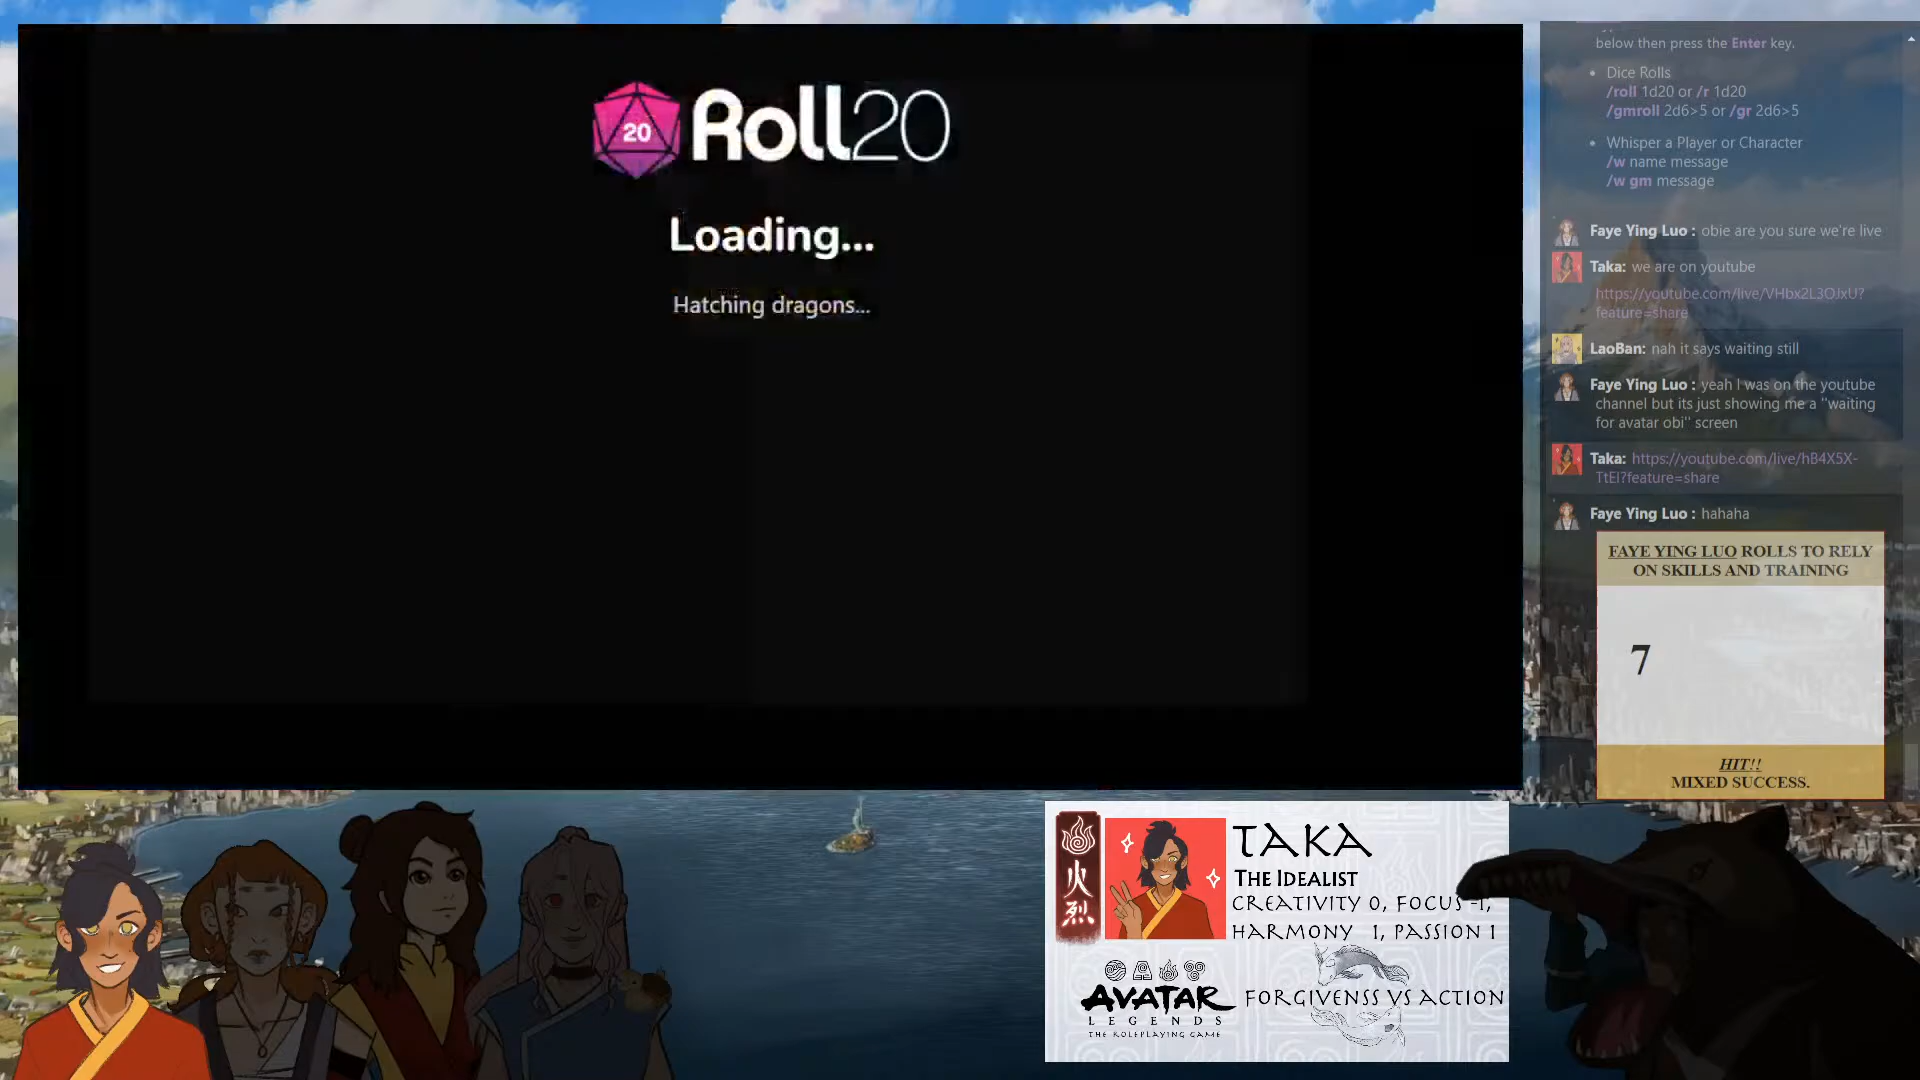 20 Roll20
Loading...
Hatching dragons...
below then press the Enter key.
• Dice Rolls
/roll 1d20 or /r 1d20
/gmroll 2d6>5 or /gr 2d6>5
• Whisper a Player or Character
/w name message
/w gm message
Faye Ying Luo : obie are you sure we're live
Taka: we are on youtube
https://youtube.com/live/VHbx2L3OJxU?
feature=share
LaoBan: nah it says waiting still
Faye Ying Luo : yeah I was on the youtube
channel but its just showing me a "waiting
for avatar obi" screen
Taka: https://youtube.com/live/hB4X5X-
TtEI?feature=share
Faye Ying Luo : hahaha
FAYE YING LUO ROLLS TO RELY
ON SKILLS AND TRAINING
7
HIT!!
MIXED SUCCESS.
火
烈
TAKA
THE IDEALIST
CREATIVITY 0, FOCUS -1,
HARMONY 1, PASSION 1
AVATAR
LEGENDS
THE ROLEPLAYING GAME
FORGIVENSS VS ACTION